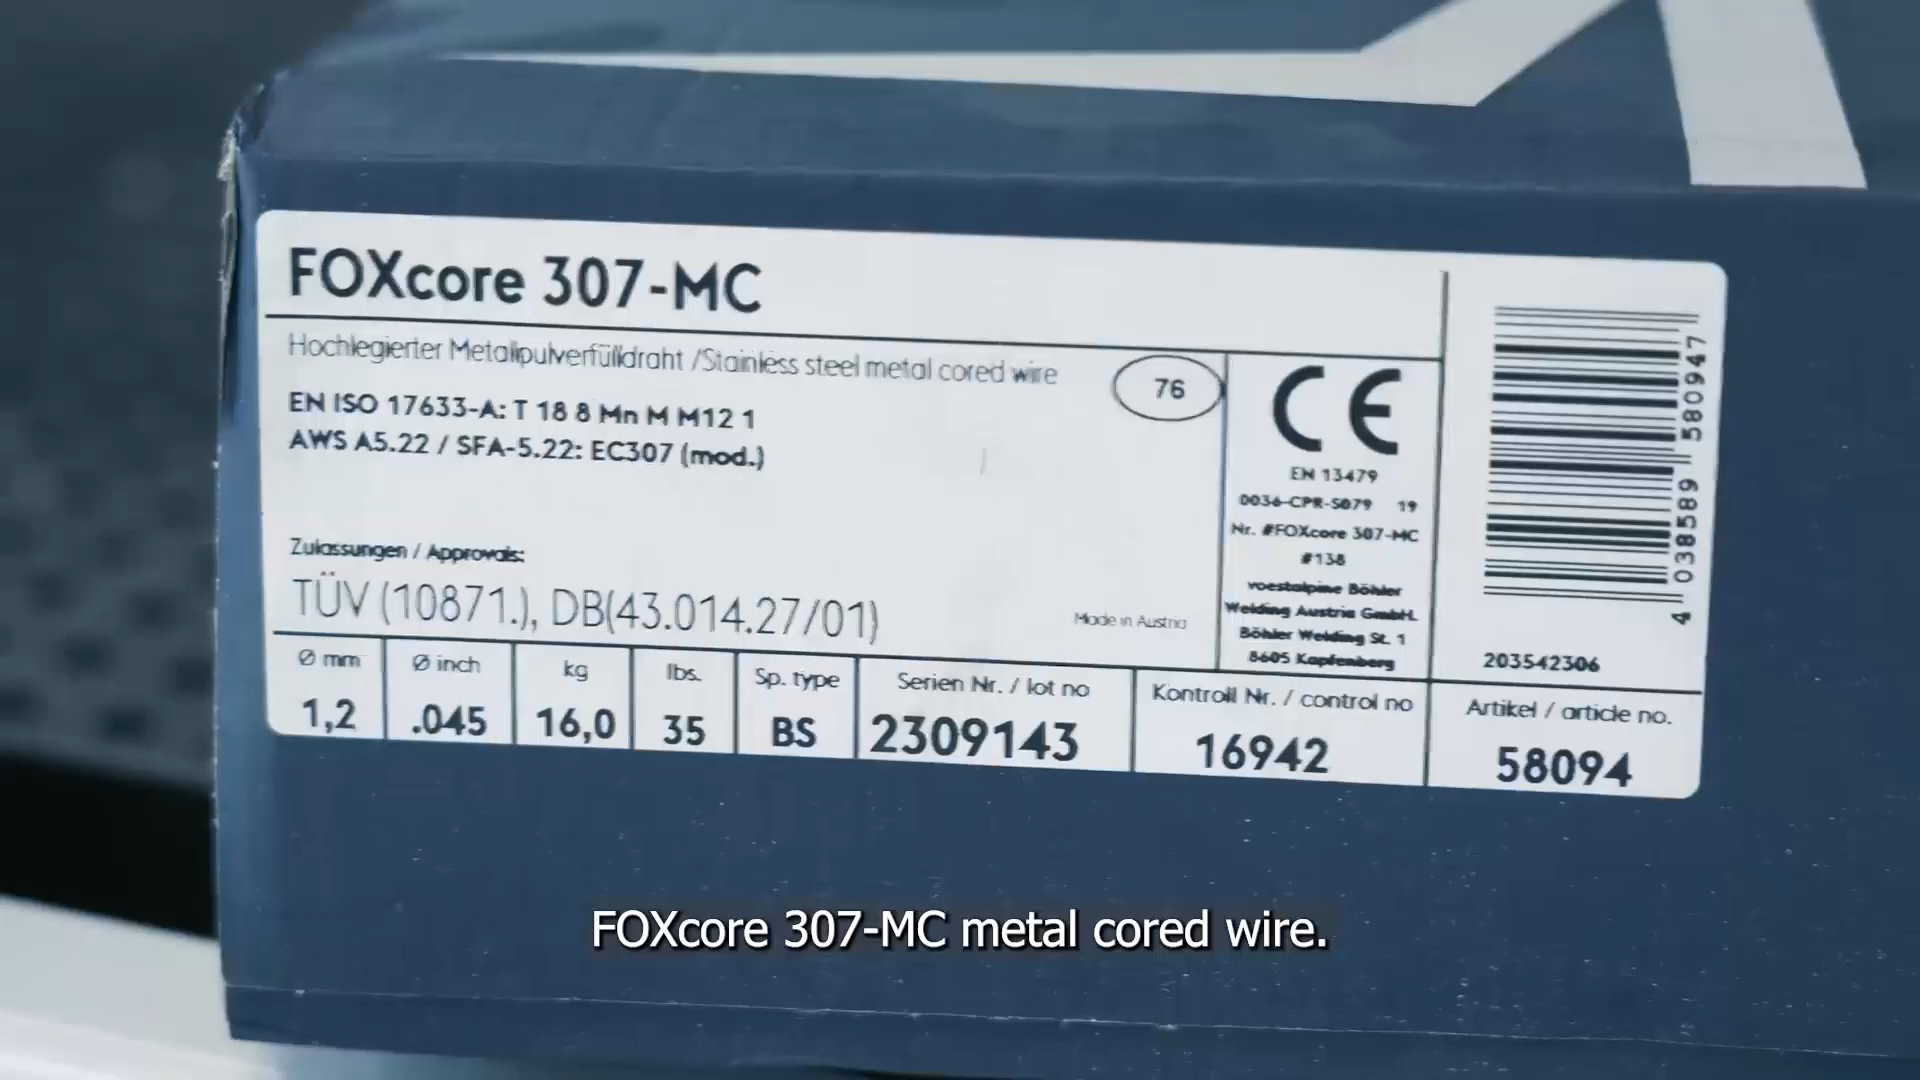 FOXcore 307-MC
Hochlegierter Metallpulverfülldraht /Stainless steel metal cored wire
76
EN ISO 17633-A: T 18 8 Mn M M12 1
AWS A5.22 / SFA-5.22: EC307 (mod.)
Zulassungen / Approvals:
TÜV (10871.), DB(43.014.27/01)
Made in Austria
CE
EN 13479
0036-CPR-S079 19
Nr. #FOXcore 307-MC
#138
voestalpine Böhler
Welding Austria GmbH.
Böhler Welding St. 1
8605 Kapfenberg
4 038589 580947
203542306
Ø mm
1,2
Ø inch
.045
kg
16,0
lbs.
35
Sp. type
BS
Serien Nr. / lot no
2309143
Kontroll Nr. / control no
16942
Artikel / article no.
58094
FOXcore 307-MC metal cored wire.